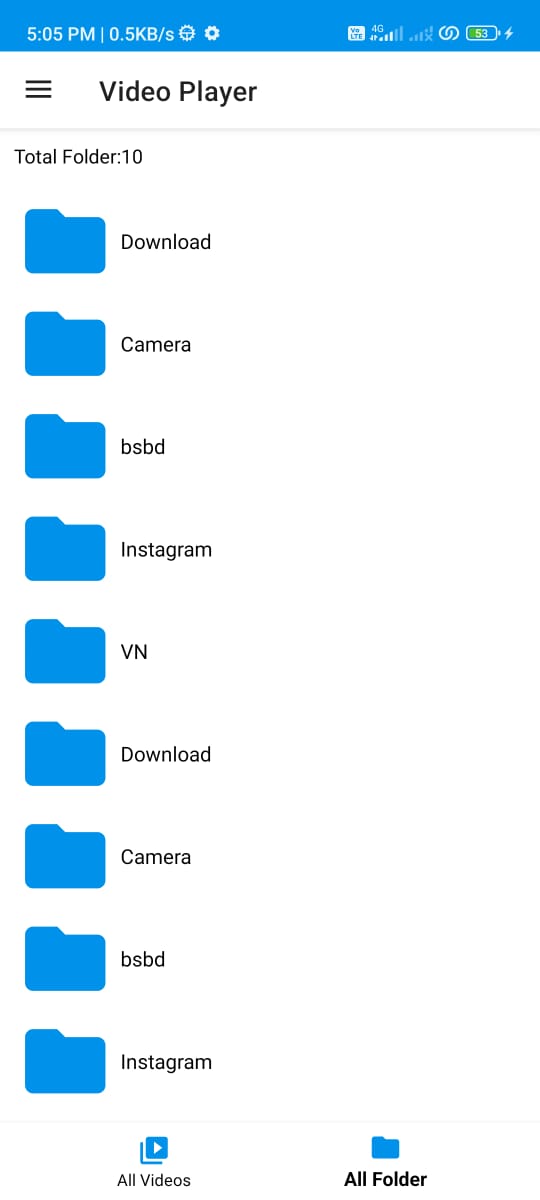 5:05 PM | 0.5KB/s
Vo LTE 4G 53
Video Player
Total Folder:10
Download
Camera
bsbd
Instagram
VN
Download
Camera
bsbd
Instagram
All Videos
All Folder